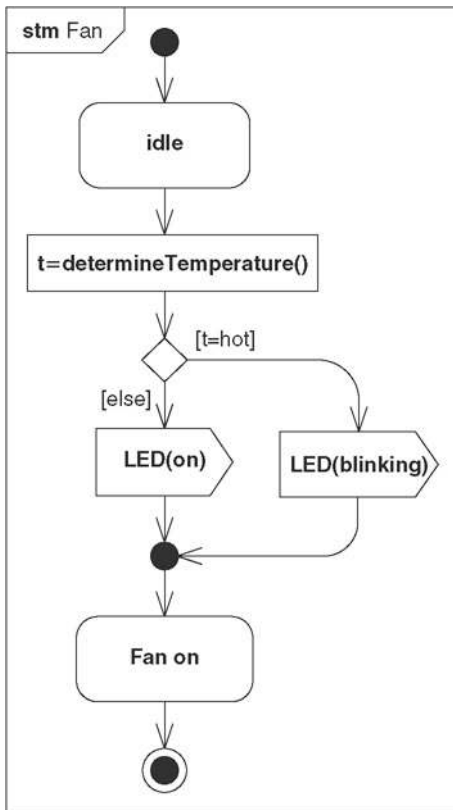 stm Fan
idle
t=determineTemperature()
[t=hot]
[else]
LED(on)
LED(blinking)
Fan on